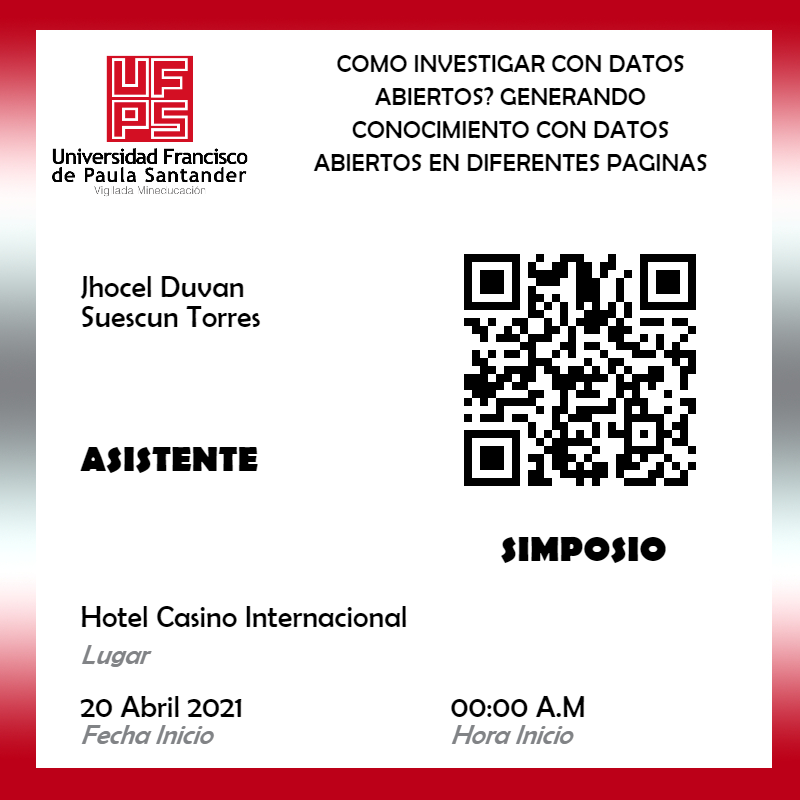 UFPS
Universidad Francisco
de Paula Santander
Vigilada Mineducación
COMO INVESTIGAR CON DATOS
ABIERTOS? GENERANDO
CONOCIMIENTO CON DATOS
ABIERTOS EN DIFERENTES PAGINAS
Jhocel Duvan
Suescun Torres
ASISTENTE
SIMPOSIO
Hotel Casino Internacional
Lugar
20 Abril 2021
Fecha Inicio
00:00 A.M
Hora Inicio